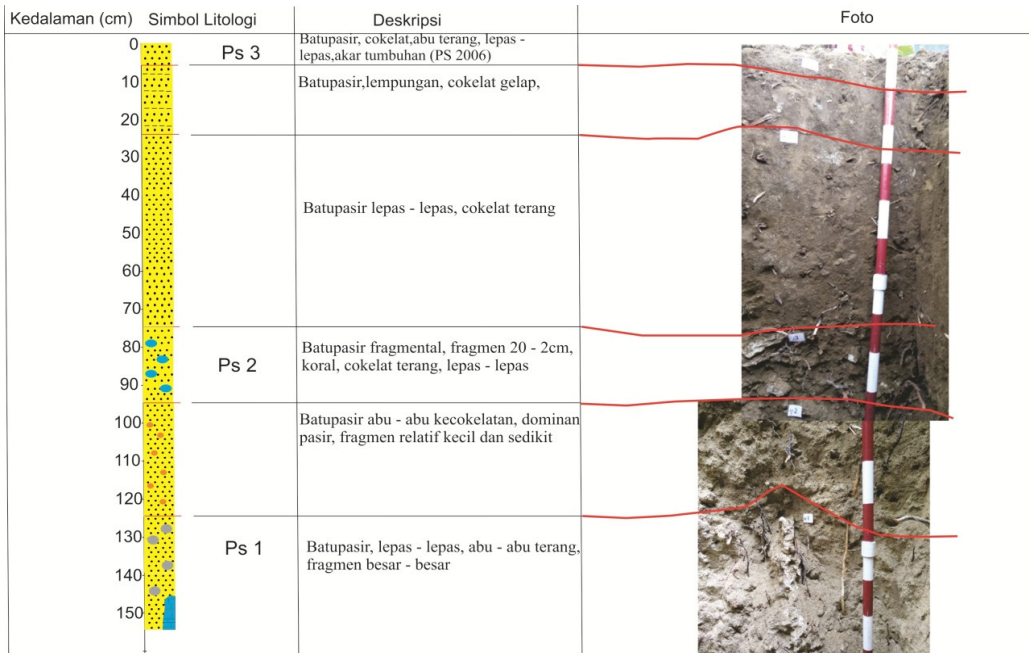 Kedalaman (cm) Simbol Litologi Deskripsi Foto
0
10
20
30
40
50
60
70
80
90
100
110
120
130
140
150
Ps 3
Batupasir, cokelat,abu terang, lepas -
lepas,akar tumbuhan (PS 2006)
Batupasir,lempungan, cokelat gelap,
Batupasir lepas - lepas, cokelat terang
Ps 2
Batupasir fragmental, fragmen 20 - 2cm,
koral, cokelat terang, lepas - lepas
Batupasir abu - abu kecokelatan, dominan
pasir, fragmen relatif kecil dan sedikit
Ps 1
Batupasir, lepas - lepas, abu - abu terang,
fragmen besar - besar